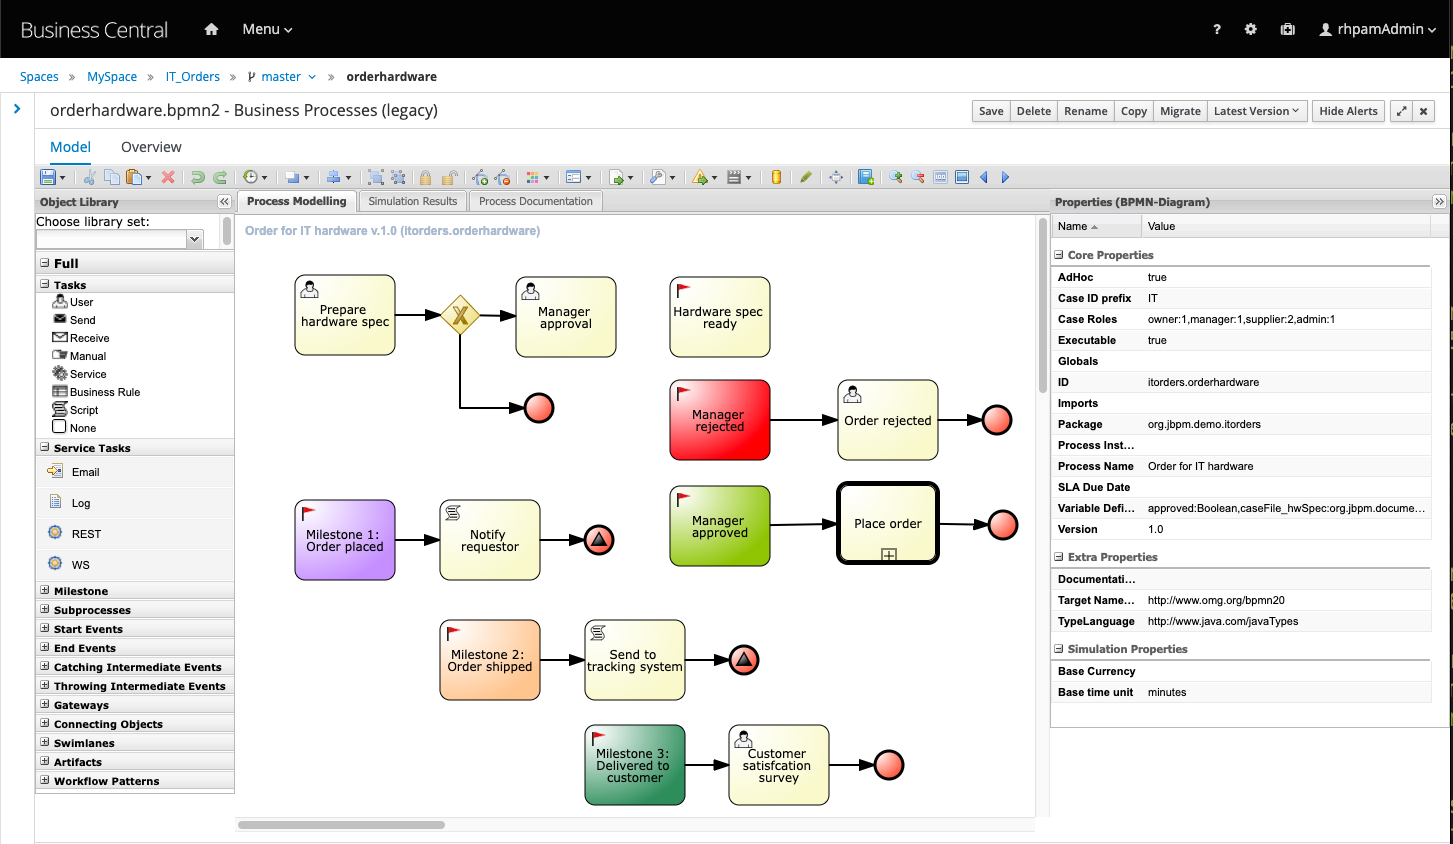 Business Central
Menu
?
rhpamAdmin
Spaces » MySpace » IT_Orders » master » orderhardware
orderhardware.bpmn2 - Business Processes (legacy)
Save
Delete
Rename
Copy
Migrate
Latest Version
Hide Alerts
Model
Overview
Object Library
Choose library set:
Full
Tasks
User
Send
Receive
Manual
Service
Business Rule
Script
None
Service Tasks
Email
Log
REST
WS
Milestone
Subprocesses
Start Events
End Events
Catching Intermediate Events
Throwing Intermediate Events
Gateways
Connecting Objects
Swimlanes
Artifacts
Workflow Patterns
Process Modelling
Simulation Results
Process Documentation
Order for IT hardware v.1.0 (itorders.orderhardware)
Prepare
hardware spec
X
Manager
approval
Hardware spec
ready
Manager
rejected
Order rejected
Milestone 1:
Order placed
Notify
requestor
Manager
approved
Place order
Milestone 2:
Order shipped
Send to
tracking system
Milestone 3:
Delivered to
customer
Customer
satisfcation
survey
Properties (BPMN-Diagram)
Name
Value
Core Properties
AdHoc true
Case ID prefix IT
Case Roles owner:1,manager:1,supplier:2,admin:1
Executable true
Globals
ID itorders.orderhardware
Imports
Package org.jbpm.demo.itorders
Process Inst...
Process Name Order for IT hardware
SLA Due Date
Variable Defi... approved:Boolean,caseFile_hwSpec:org.jbpm.docume...
Version 1.0
Extra Properties
Documentati...
Target Name... http://www.omg.org/bpmn20
TypeLanguage http://www.java.com/javaTypes
Simulation Properties
Base Currency
Base time unit minutes